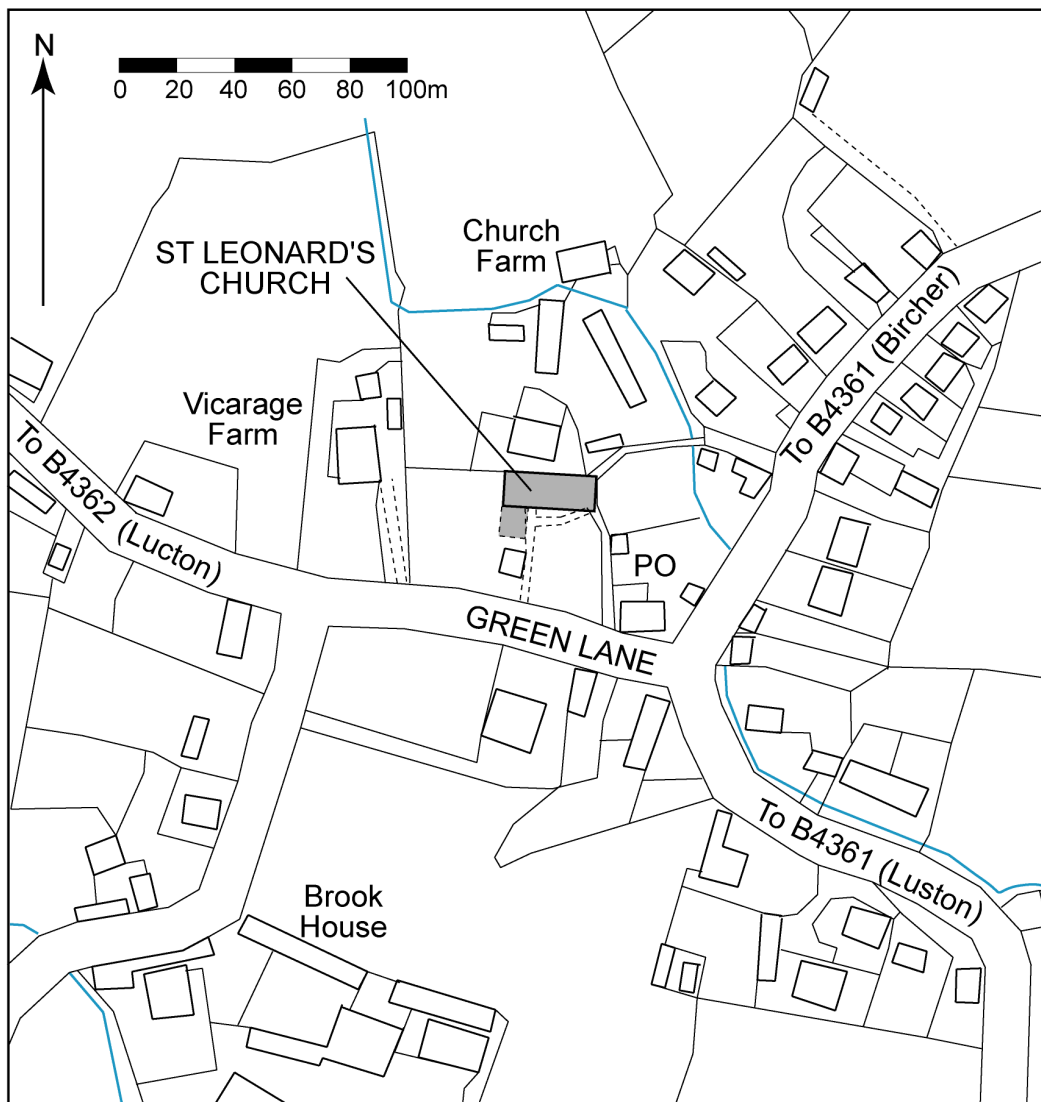 N
0 20 40 60 80 100m
Church
Farm
ST LEONARD'S
CHURCH
To B4361 (Bircher)
Vicarage
Farm
To B4362 (Lucton)
PO
GREEN LANE
To B4361 (Luston)
Brook
House